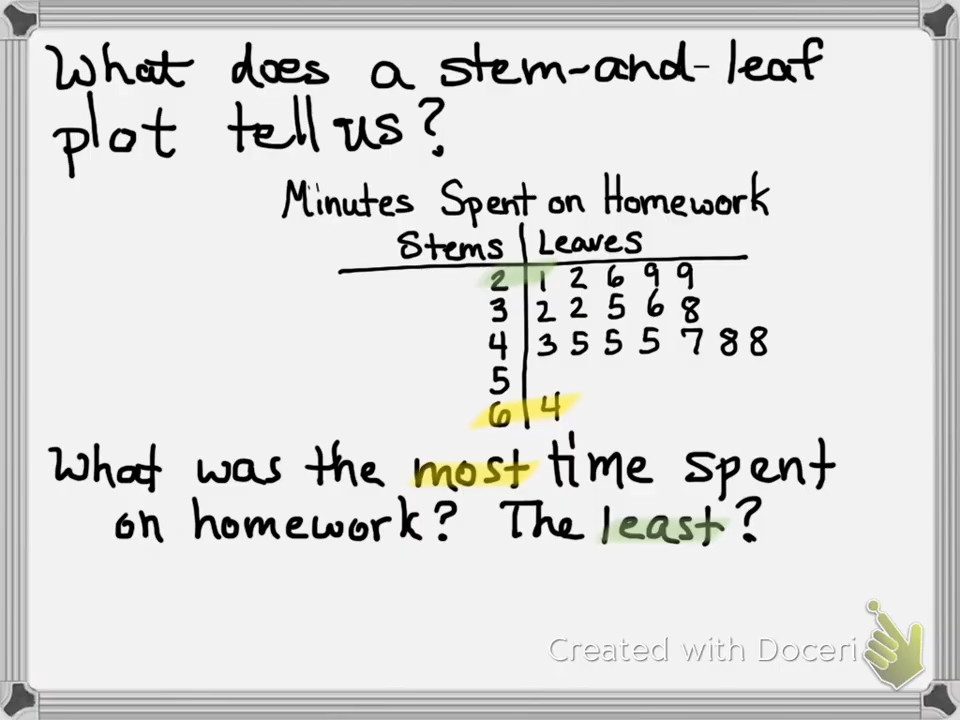 What does a stem-and-leaf
plot tell us?
Minutes Spent on Homework
Stems | Leaves
2 | 1 2 6 9 9
3 | 2 2 5 6 8
4 | 3 5 5 5 7 8 8
5 |
6 | 4
What was the most time spent
on homework? The least?
Created with Doceri